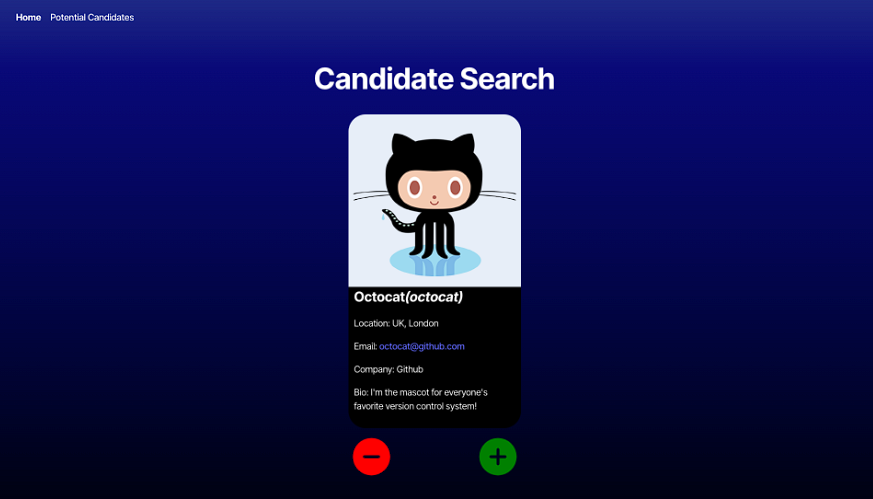 Home Potential Candidates
Candidate Search
Octocat(octocat)
Location: UK, London
Email: octocat@github.com
Company: Github
Bio: I'm the mascot for everyone's
favorite version control system!